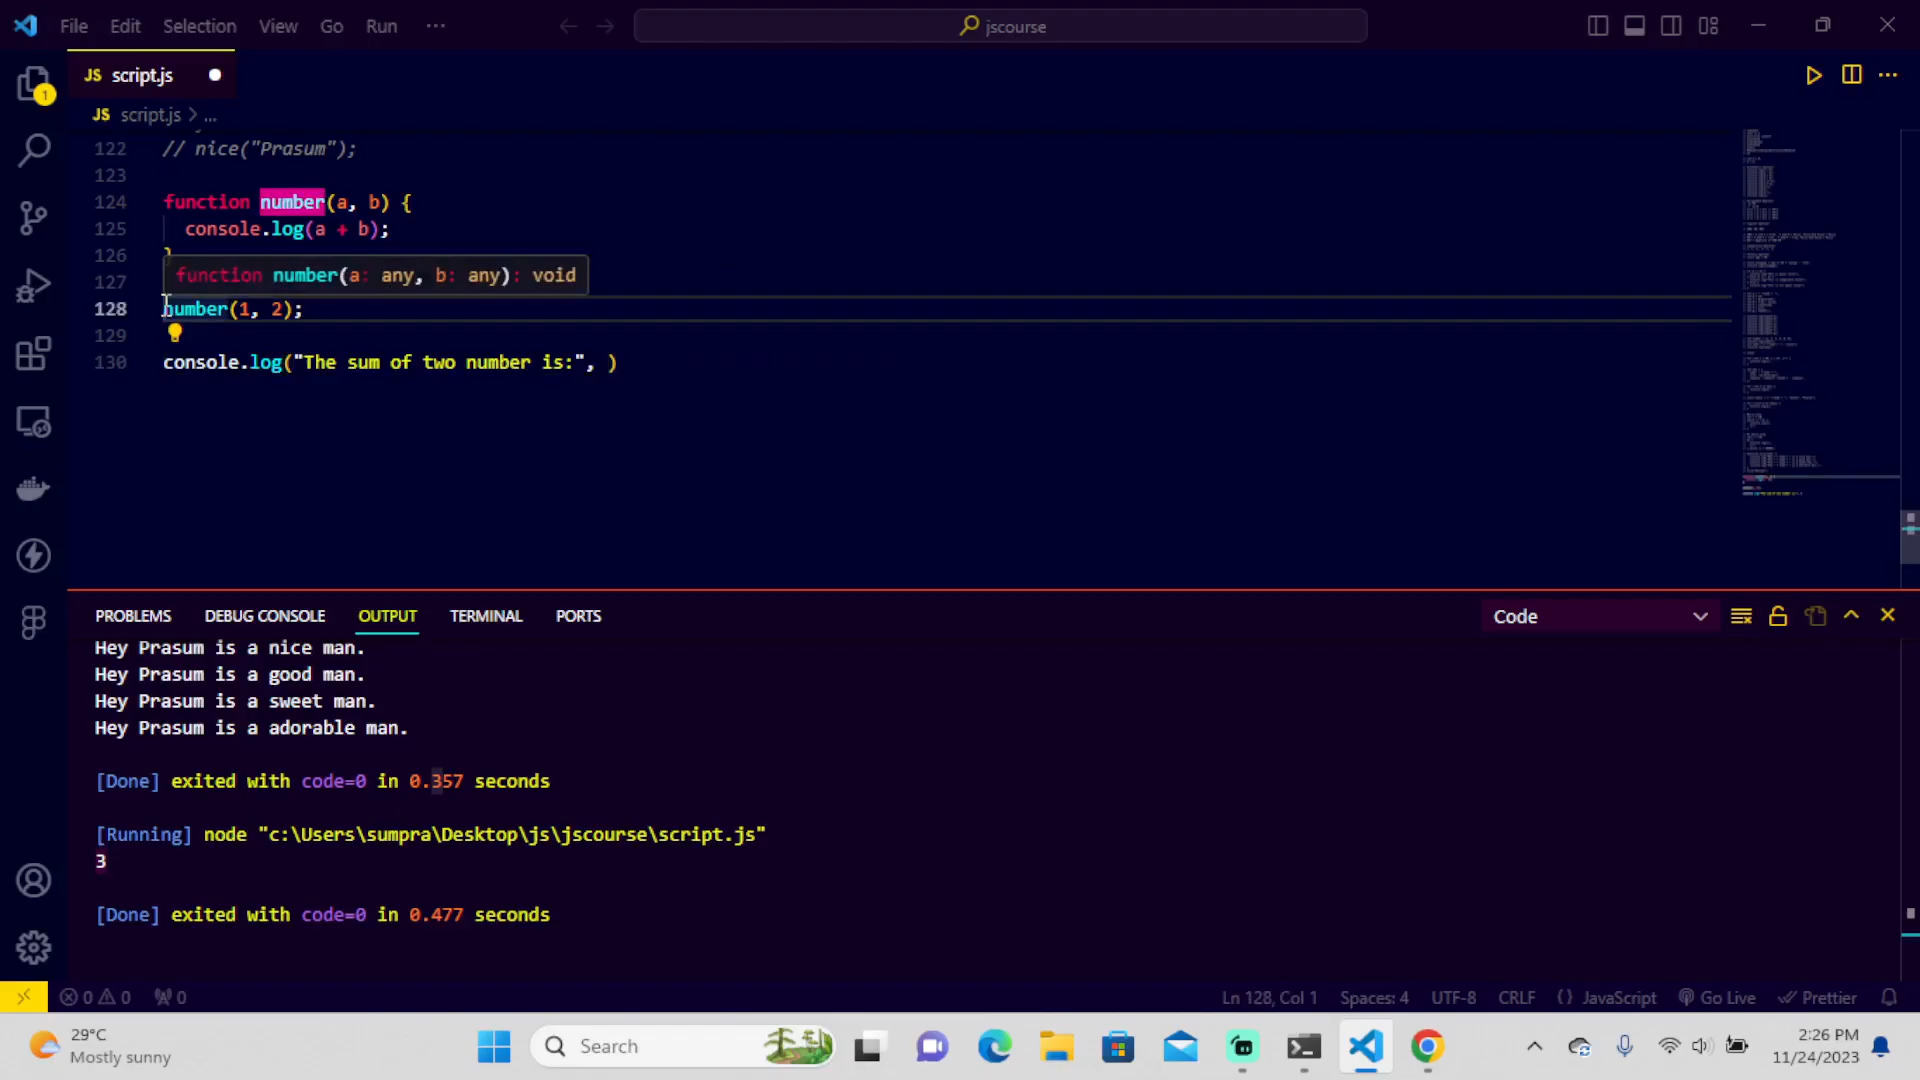 File Edit Selection View Go Run ...
jscourse
JS script.js
1
JS script.js > ...
122 // nice("Prasum");
123
124 function number(a, b) {
125 console.log(a + b);
126 }
127 function number(a: any, b: any): void
128 number(1, 2);
129
130 console.log("The sum of two number is:", )
PROBLEMS DEBUG CONSOLE OUTPUT TERMINAL PORTS
Code
Hey Prasum is a nice man.
Hey Prasum is a good man.
Hey Prasum is a sweet man.
Hey Prasum is a adorable man.
[Done] exited with code=0 in 0.357 seconds
[Running] node "c:\Users\sumpra\Desktop\js\jscourse\script.js"
3
[Done] exited with code=0 in 0.477 seconds
0 0 0 Ln 128, Col 1 Spaces: 4 UTF-8 CRLF {} JavaScript Go Live Prettier
29°C
Mostly sunny
Search
2:26 PM
11/24/2023